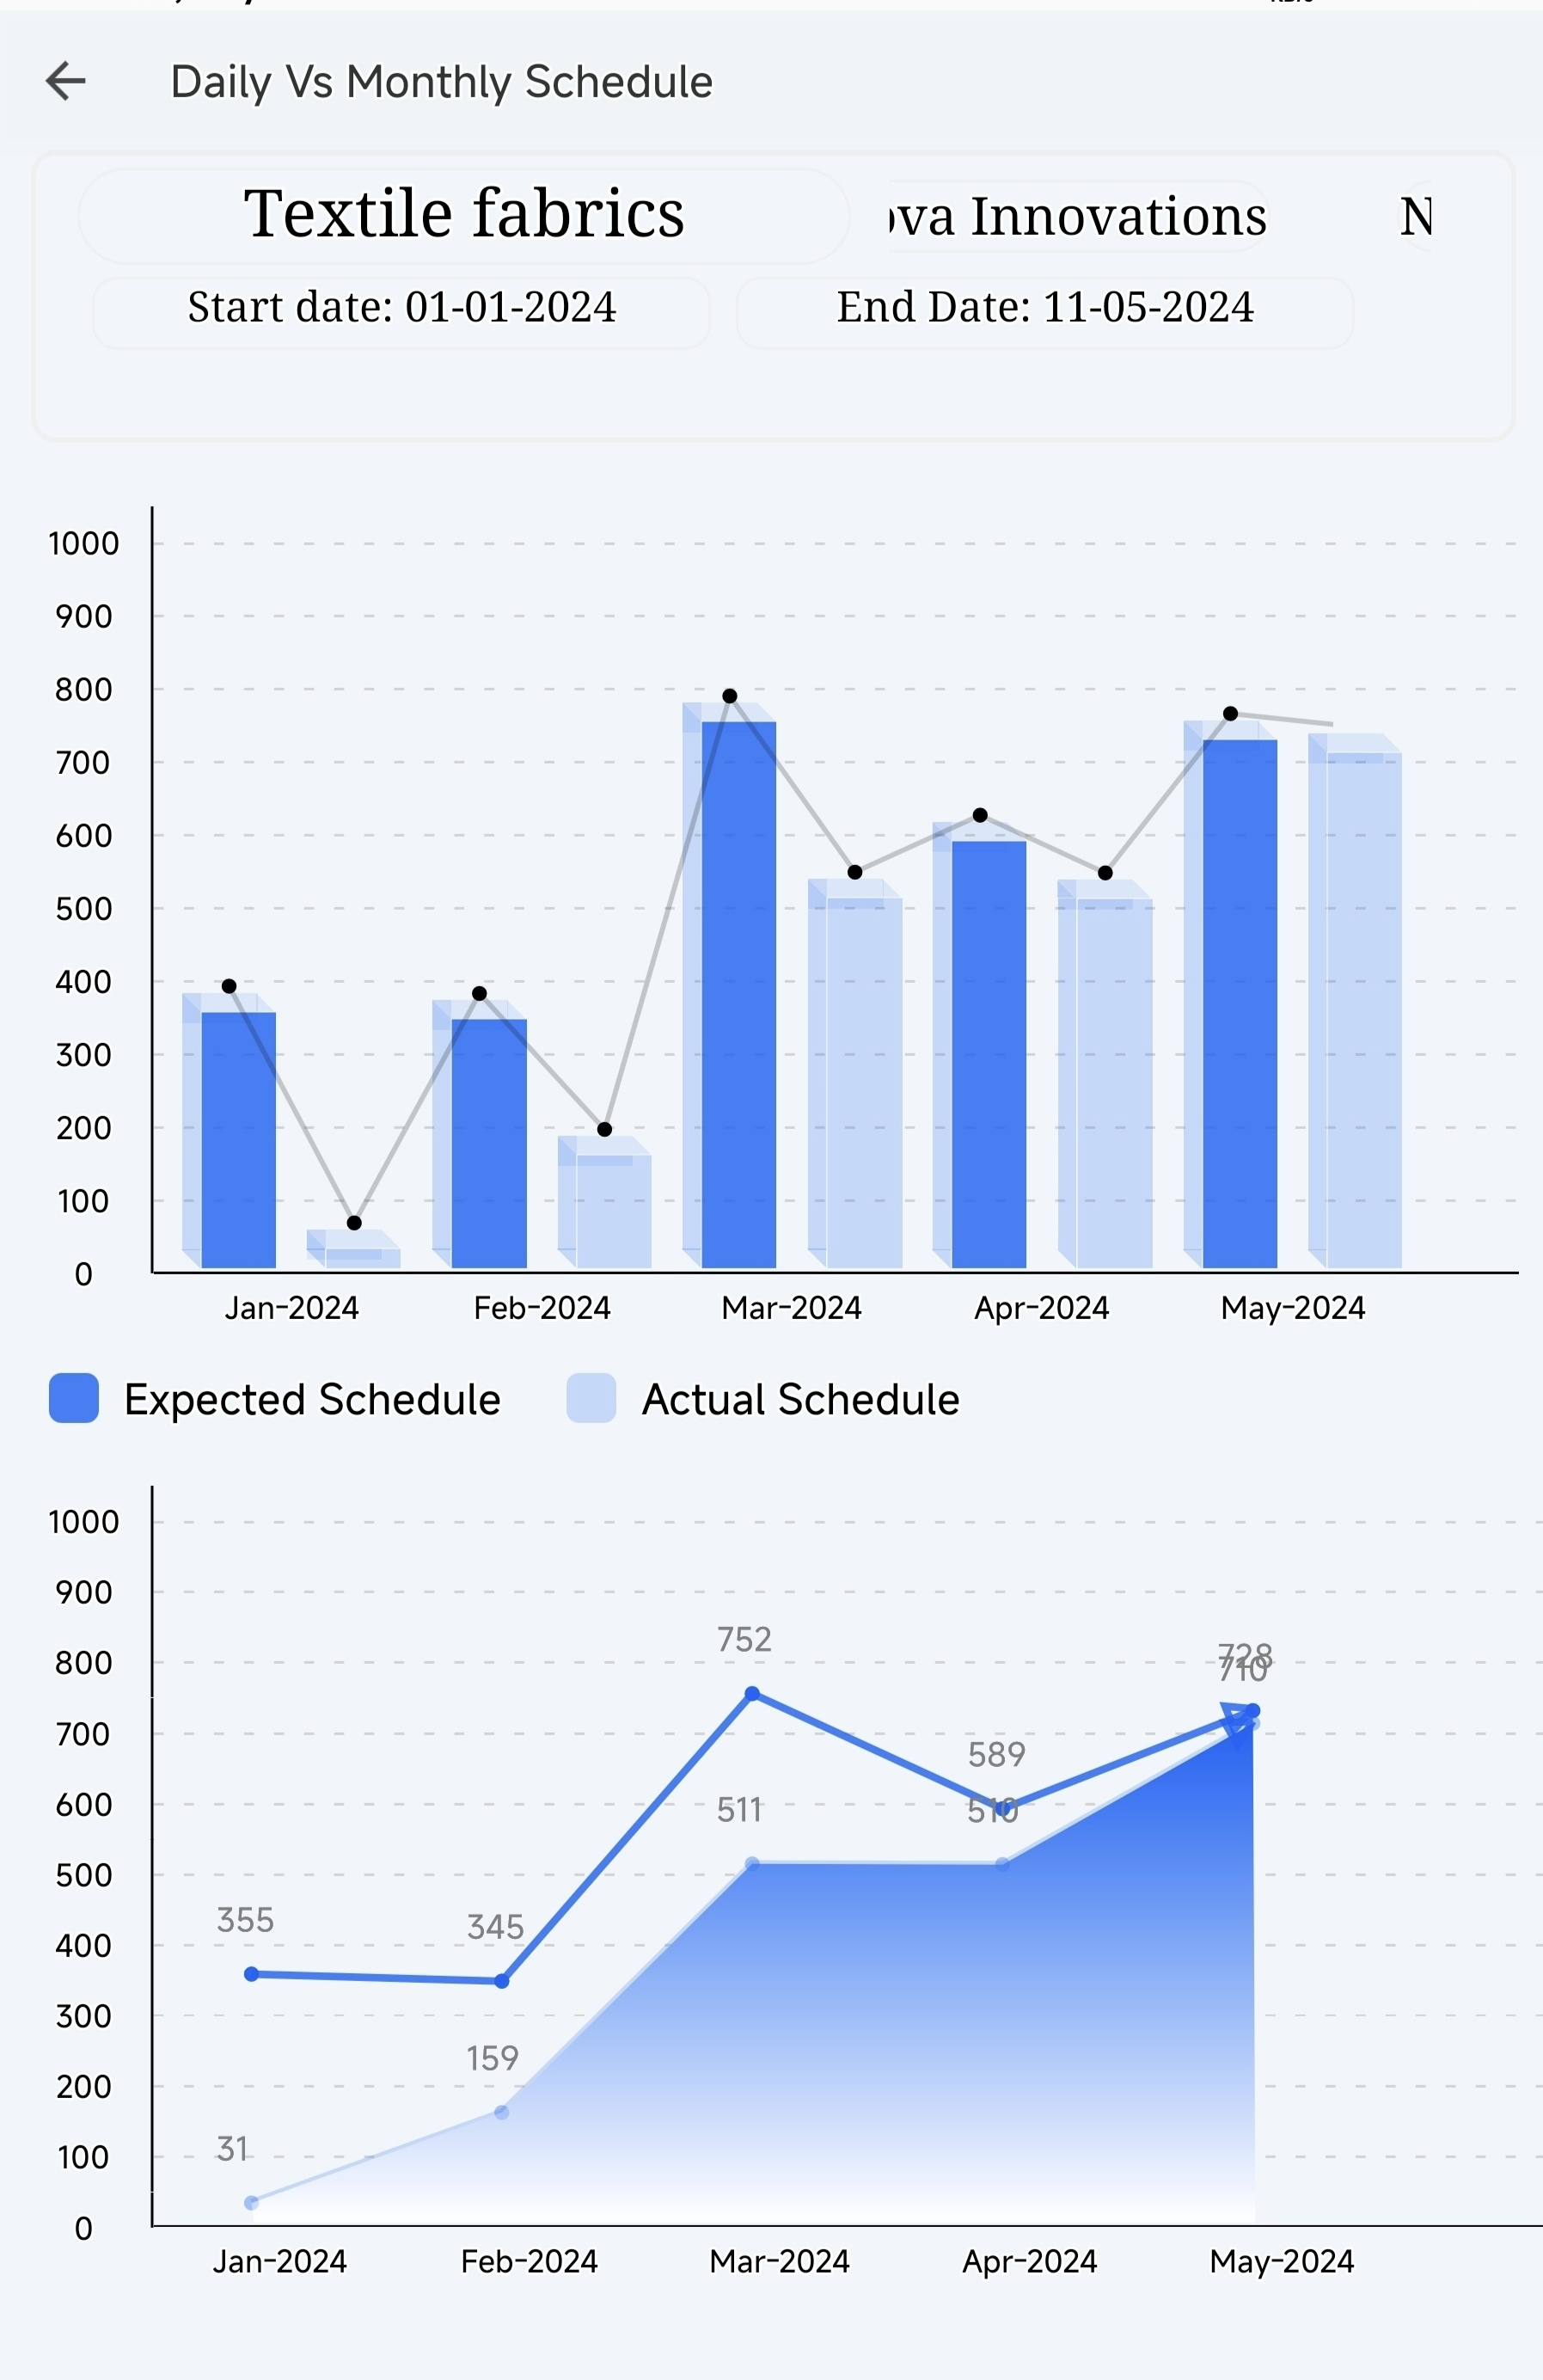 Daily Vs Monthly Schedule
Textile fabrics
Innovations
Start date: 01-01-2024
End Date: 11-05-2024
1000
900
800
700
600
500
400
300
200
100
0
Jan-2024 Feb-2024 Mar-2024 Apr-2024 May-2024
Expected Schedule Actual Schedule
1000
900
800
700
600
500
400
300
200
100
0
355 345 752 589 728
31 159 511 510 710
Jan-2024 Feb-2024 Mar-2024 Apr-2024 May-2024